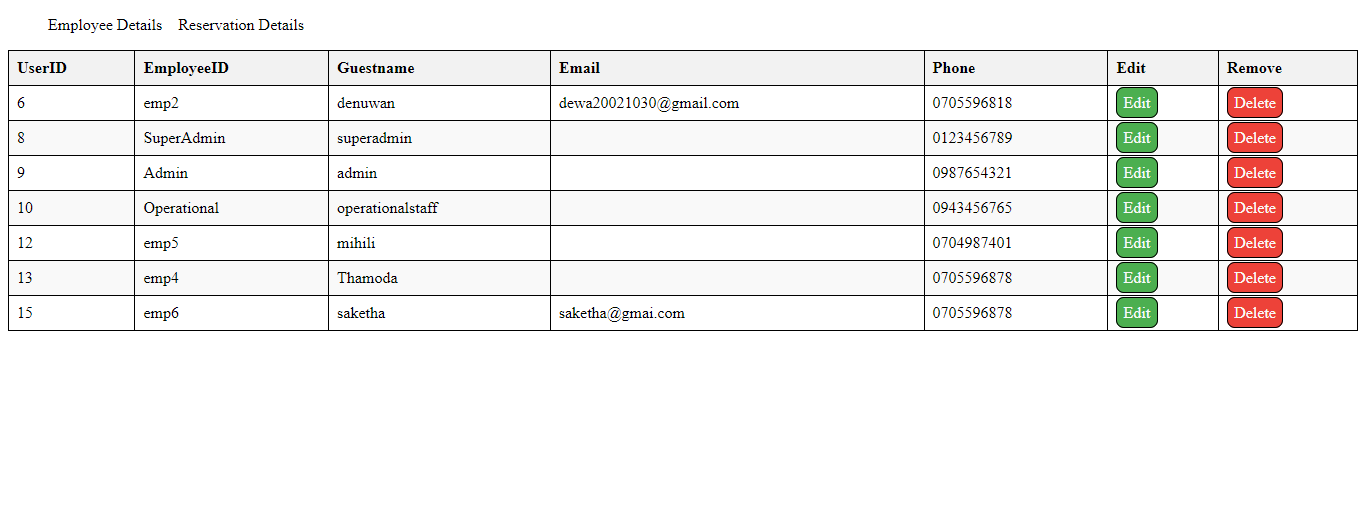 Employee Details Reservation Details
UserID EmployeeID Guestname Email Phone Edit Remove
6 emp2 denuwan dewa20021030@gmail.com 0705596818 Edit Delete
8 SuperAdmin superadmin 0123456789 Edit Delete
9 Admin admin 0987654321 Edit Delete
10 Operational operationalstaff 0943456765 Edit Delete
12 emp5 mihili 0704987401 Edit Delete
13 emp4 Thamoda 0705596878 Edit Delete
15 emp6 saketha saketha@gmai.com 0705596878 Edit Delete